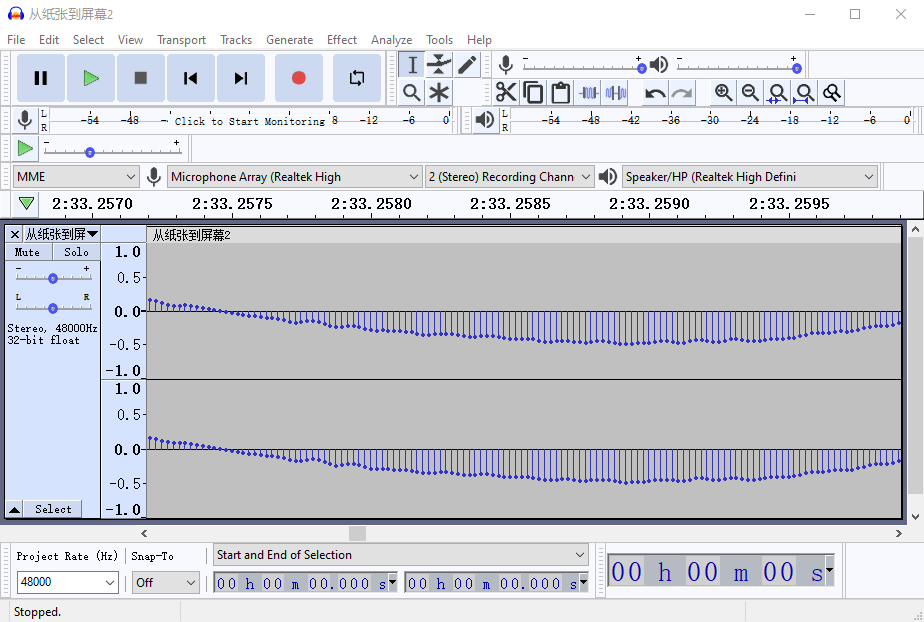 从纸张到屏幕2
File Edit Select View Transport Tracks Generate Effect Analyze Tools Help
L R -54 -48 - Click to Start Monitoring 8 -12 -6 0
L R -54 -48 -42 -36 -30 -24 -18 -12 -6 0
MME Microphone Array (Realtek High 2 (Stereo) Recording Chann Speaker/HP (Realtek High Defini
2:33.2570 2:33.2575 2:33.2580 2:33.2585 2:33.2590 2:33.2595
从纸张到屏 从纸张到屏幕2
Mute Solo
L R
Stereo, 48000Hz
32-bit float
Select
1.0
0.5
0.0
-0.5
-1.0
1.0
0.5
0.0
-0.5
-1.0
Project Rate (Hz) Snap-To Start and End of Selection
48000 Off 00 h 00 m 00.000 s 00 h 00 m 00.000 s 00 h 00 m 00 s
Stopped.